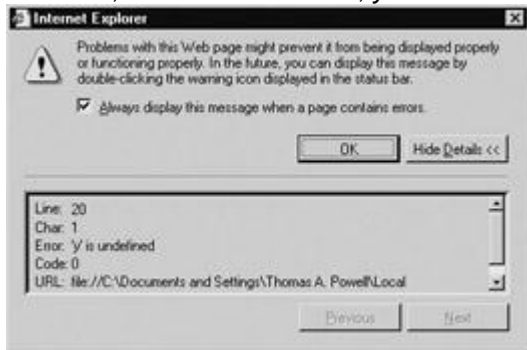 Internet Explorer
Problems with this Web page might prevent it from being displayed properly
or functioning properly. In the future, you can display this message by
double-clicking the warning icon displayed in the status bar.
Always display this message when a page contains errors.
OK
Hide Details <<
Line: 20
Char: 1
Error: 'y' is undefined
Code: 0
URL: file://C:\Documents and Settings\Thomas A. Powell\Local
Previous
Next